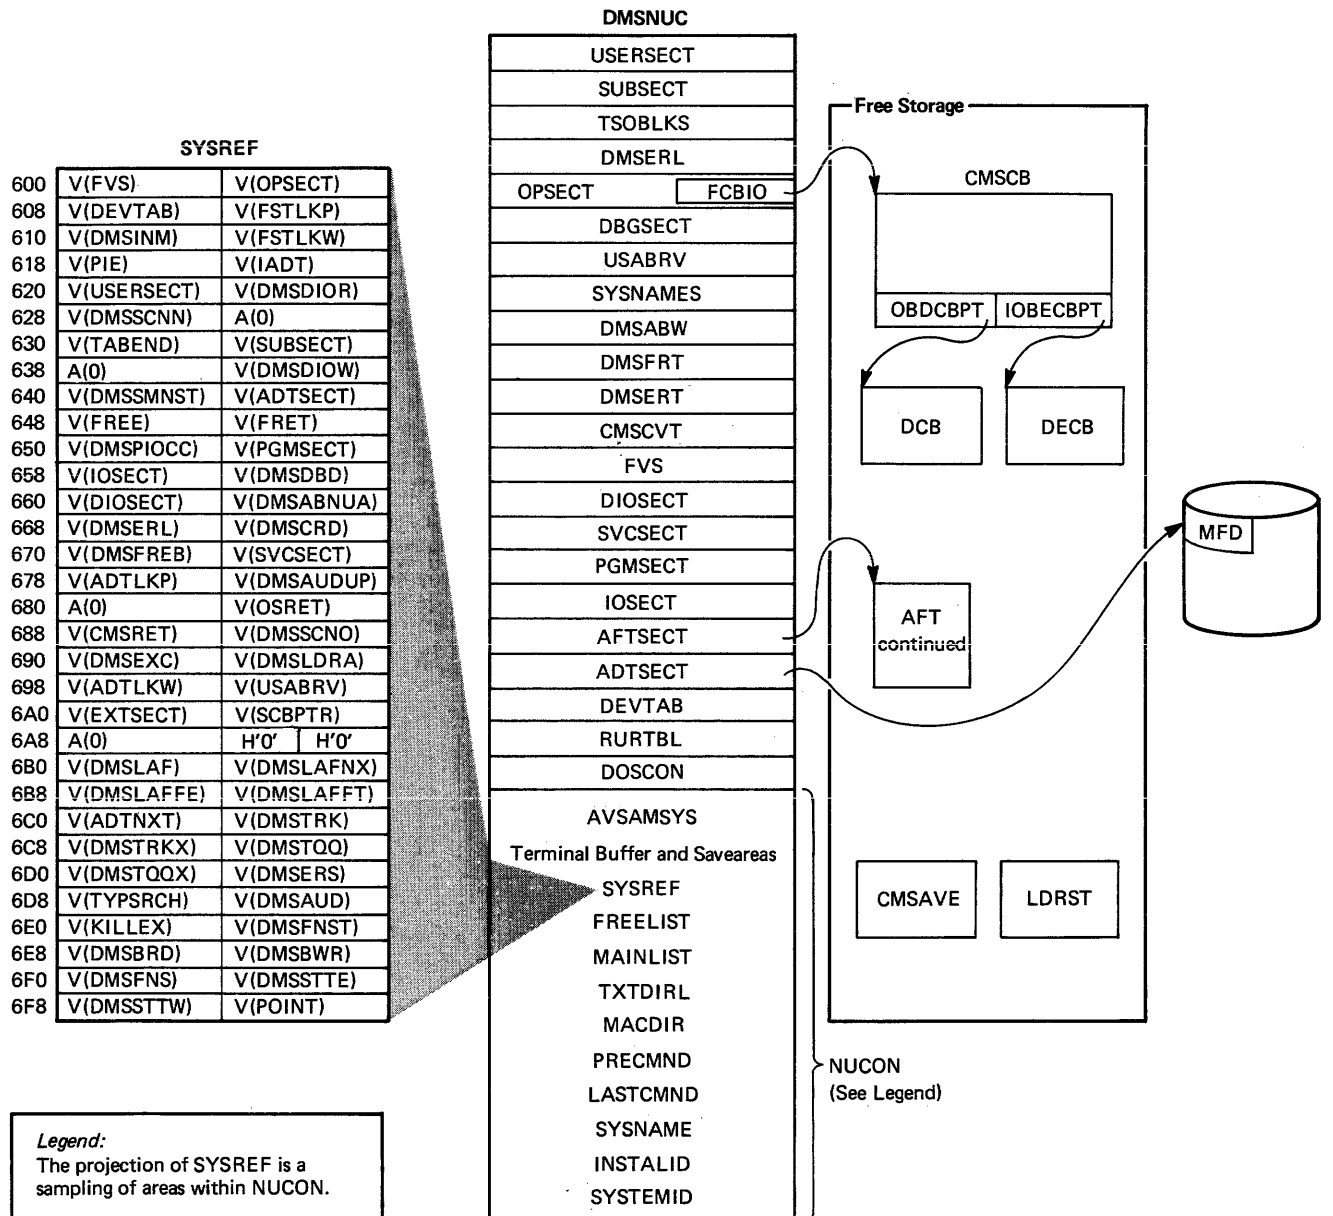 DMSNUC
USERSECT
SUBSECT
TSOBLKS
DMSERL
OPSECT FCBIO
DBGSECT
USABRV
SYSNAMES
DMSABW
DMSFRT
DMSERT
CMSCVT
FVS
DIOSECT
SVCSECT
PGMSECT
IOSECT
AFTSECT
ADTSECT
DEVTAB
RURTBL
DOSCON
AVSAMSYS
Terminal Buffer and Saveareas
SYSREF
FREELIST
MAINLIST
TXTDIRL
MACDIR
PRECMND
LASTCMND
SYSNAME
INSTALID
SYSTEMID
SYSREF
600 V(FVS) V(OPSECT)
608 V(DEVTAB) V(FSTLKP)
610 V(DMSINM) V(FSTLKW)
618 V(PIE) V(IADT)
620 V(USERSECT) V(DMSDIOR)
628 V(DMSSCNN) A(0)
630 V(TABEND) V(SUBSECT)
638 A(0) V(DMSDIOW)
640 V(DMSSMNST) V(ADTSECT)
648 V(FREE) V(FRET)
650 V(DMSPIOCC) V(PGMSECT)
658 V(IOSECT) V(DMSDBD)
660 V(DIOSECT) V(DMSABNUA)
668 V(DMSERL) V(DMSCRD)
670 V(DMSFREB) V(SVCSECT)
678 V(ADTLKP) V(DMSAUDUP)
680 A(0) V(OSRET)
688 V(CMSRET) V(DMSSCNO)
690 V(DMSEXC) V(DMSLDRA)
698 V(ADTLKW) V(USABRV)
6A0 V(EXTSECT) V(SCBPTR)
6A8 A(0) H'0' H'0'
6B0 V(DMSLAF) V(DMSLAFNX)
6B8 V(DMSLAFFE) V(DMSLAFFT)
6C0 V(ADTNXT) V(DMSTRK)
6C8 V(DMSTRKX) V(DMSTQQ)
6D0 V(DMSTQQX) V(DMSERS)
6D8 V(TYPSRCH) V(DMSAUD)
6E0 V(KILLEX) V(DMSFNST)
6E8 V(DMSBRD) V(DMSBWR)
6F0 V(DMSFNS) V(DMSSTTE)
6F8 V(DMSSTTW) V(POINT)
Free Storage
CMSCB
OBDCBPT IOBECBPT
DCB DECB
AFT
continued
CMSAVE LDRST
MFD
NUCON
(See Legend)
Legend:
The projection of SYSREF is a
sampling of areas within NUCON.